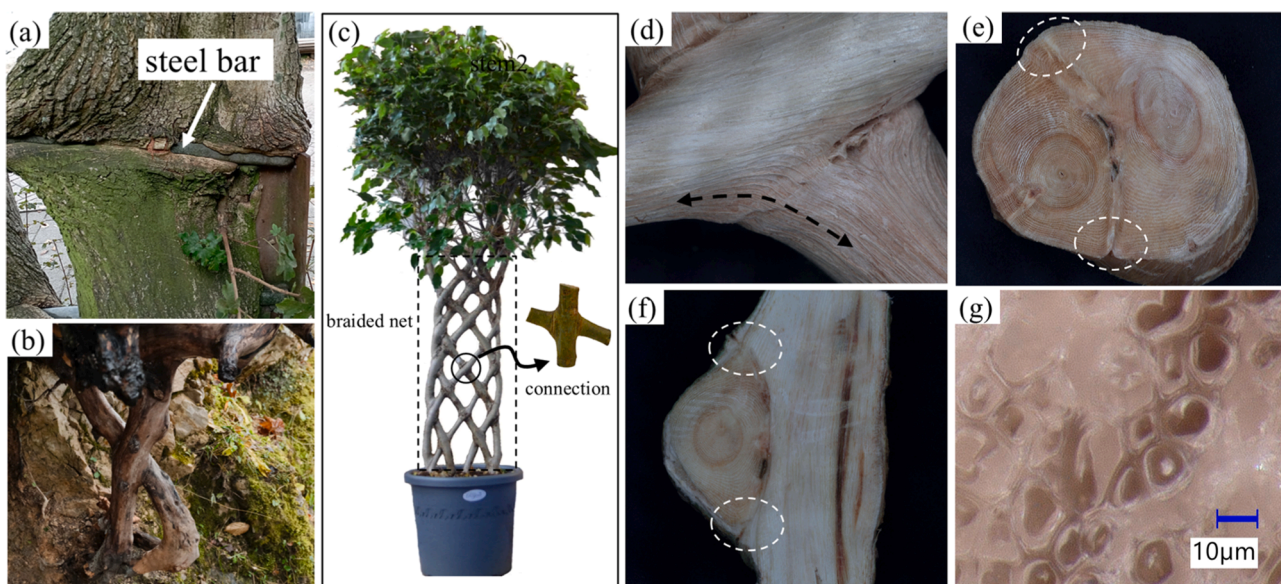 (a)
steel bar
(b)
(c)
stem2
braided net
connection
(d)
(e)
(f)
(g)
10μm